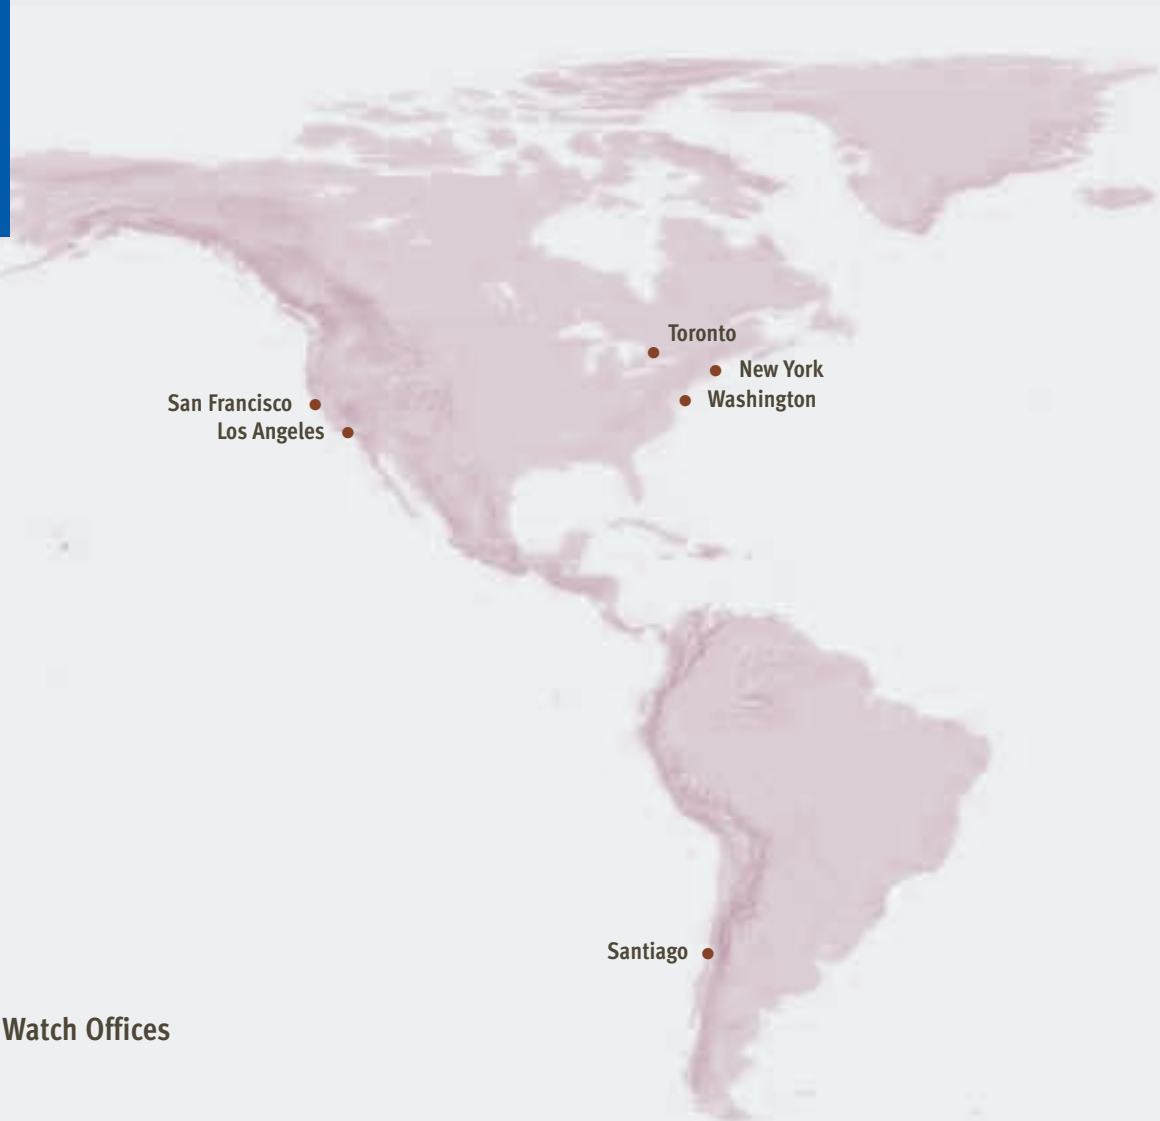 Toronto
New York
Washington
San Francisco
Los Angeles
Santiago
Watch Offices